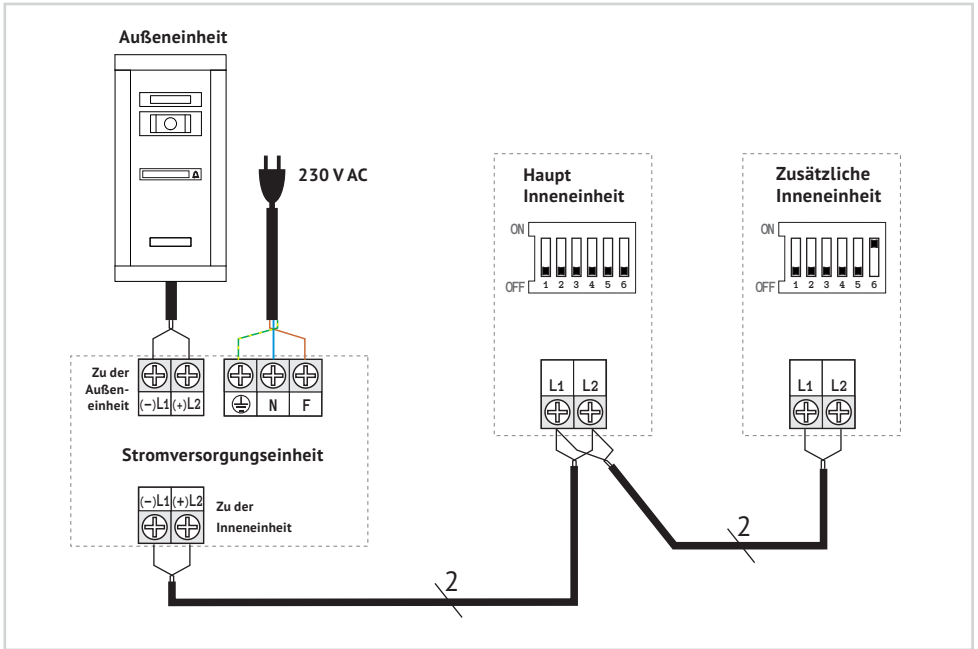 Außeneinheit
230 V AC
Haupt
Inneneinheit
ON
OFF
1 2 3 4 5 6
Zusätzliche
Inneneinheit
ON
OFF
1 2 3 4 5 6
Zu der
Außen-
einheit
(-)L1 (+)L2
N F
L1 L2
L1 L2
Stromversorgungseinheit
(-)L1 (+)L2
Zu der
Inneneinheit
2
2